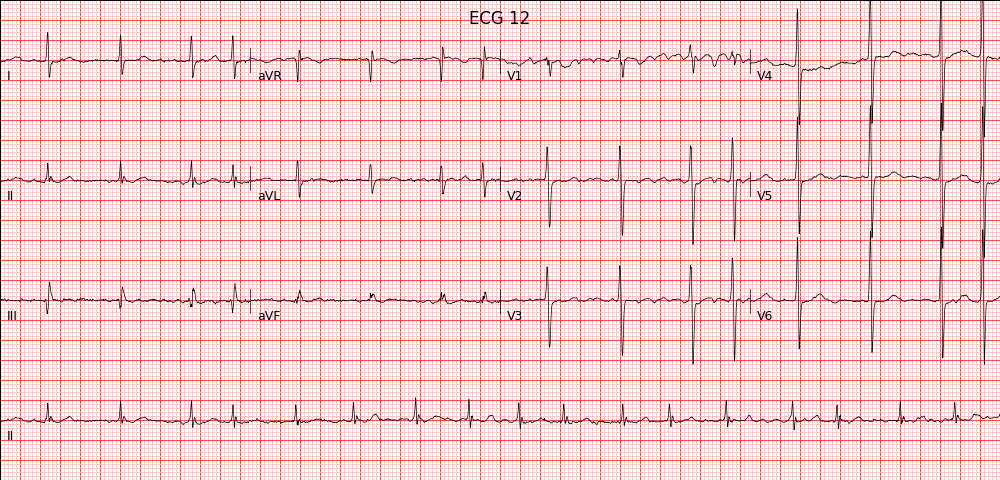 ECG 12
I aVR V1 V4
II aVL V2 V5
III aVF V3 V6
II